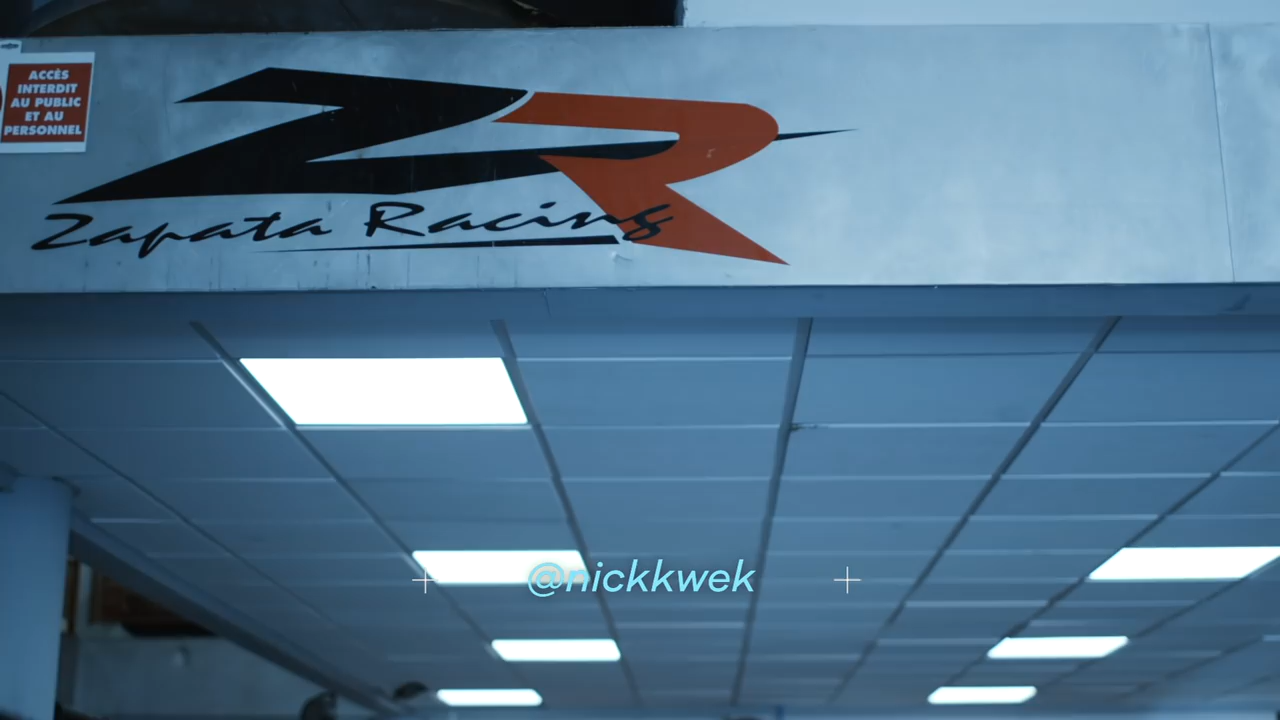 ACCÈS
INTERDIT
AU PUBLIC
ET AU
PERSONNEL
ZR
Zapata Racing
@nickkwek